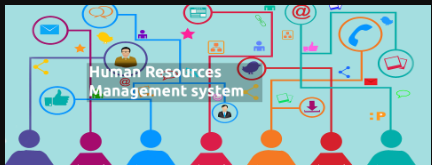 Human Resources
Management system
:P